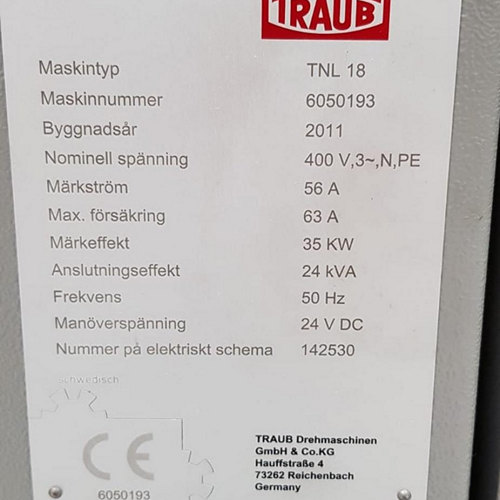 TRAUB
Maskintyp TNL 18
Maskinnummer 6050193
Byggnadsår 2011
Nominell spänning 400 V,3~,N,PE
Märkström 56 A
Max. försäkring 63 A
Märkeffekt 35 KW
Anslutningseffekt 24 kVA
Frekvens 50 Hz
Manöverspänning 24 V DC
Nummer på elektriskt schema 142530
schwedisch
CE
6050193
TRAUB Drehmaschinen
GmbH & Co.KG
Hauffstraße 4
73262 Reichenbach
Germany